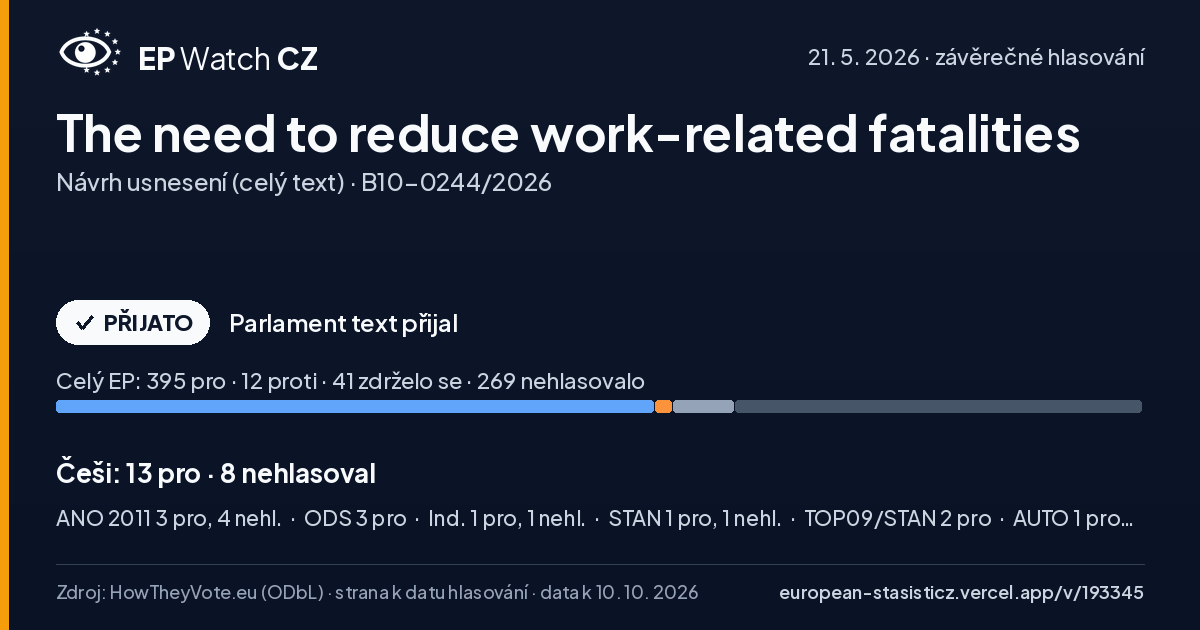 EP Watch CZ
21. 5. 2026 · závěrečné hlasování
The need to reduce work-related fatalities
Návrh usnesení (celý text) · B10-0244/2026
✓ PŘIJATO Parlament text přijal
Celý EP: 395 pro · 12 proti · 41 zdrželo se · 269 nehlasovalo
Češi: 13 pro · 8 nehlasoval
ANO 2011 3 pro, 4 nehl. · ODS 3 pro · Ind. 1 pro, 1 nehl. · STAN 1 pro, 1 nehl. · TOP09/STAN 2 pro · AUTO 1 pro…
Zdroj: HowTheyVote.eu (ODbL) · strana k datu hlasování · data k 10. 10. 2026
european-stasisticz.vercel.app/v/193345